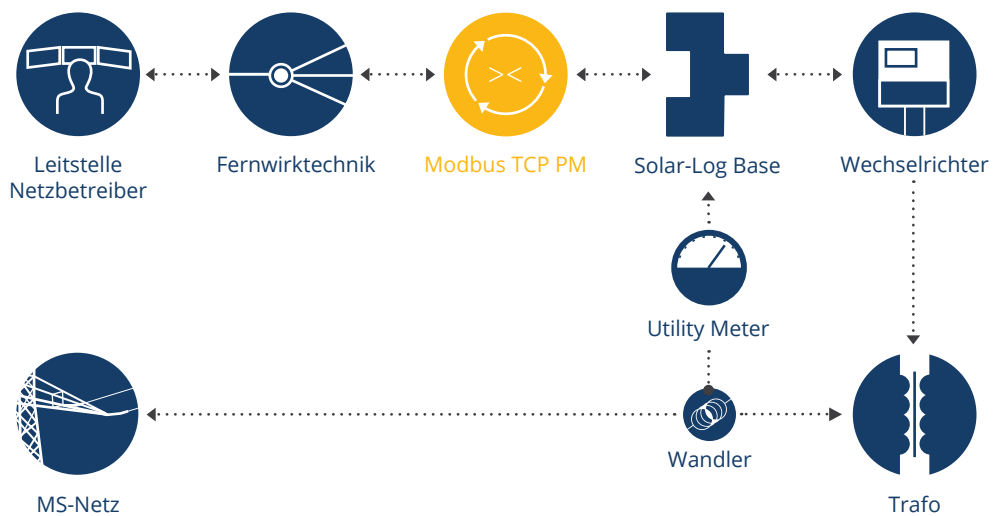 Leitstelle
Netzbetreiber
Fernwirktechnik
Modbus TCP PM
Solar-Log Base
Wechselrichter
Utility Meter
Wandler
MS-Netz
Trafo